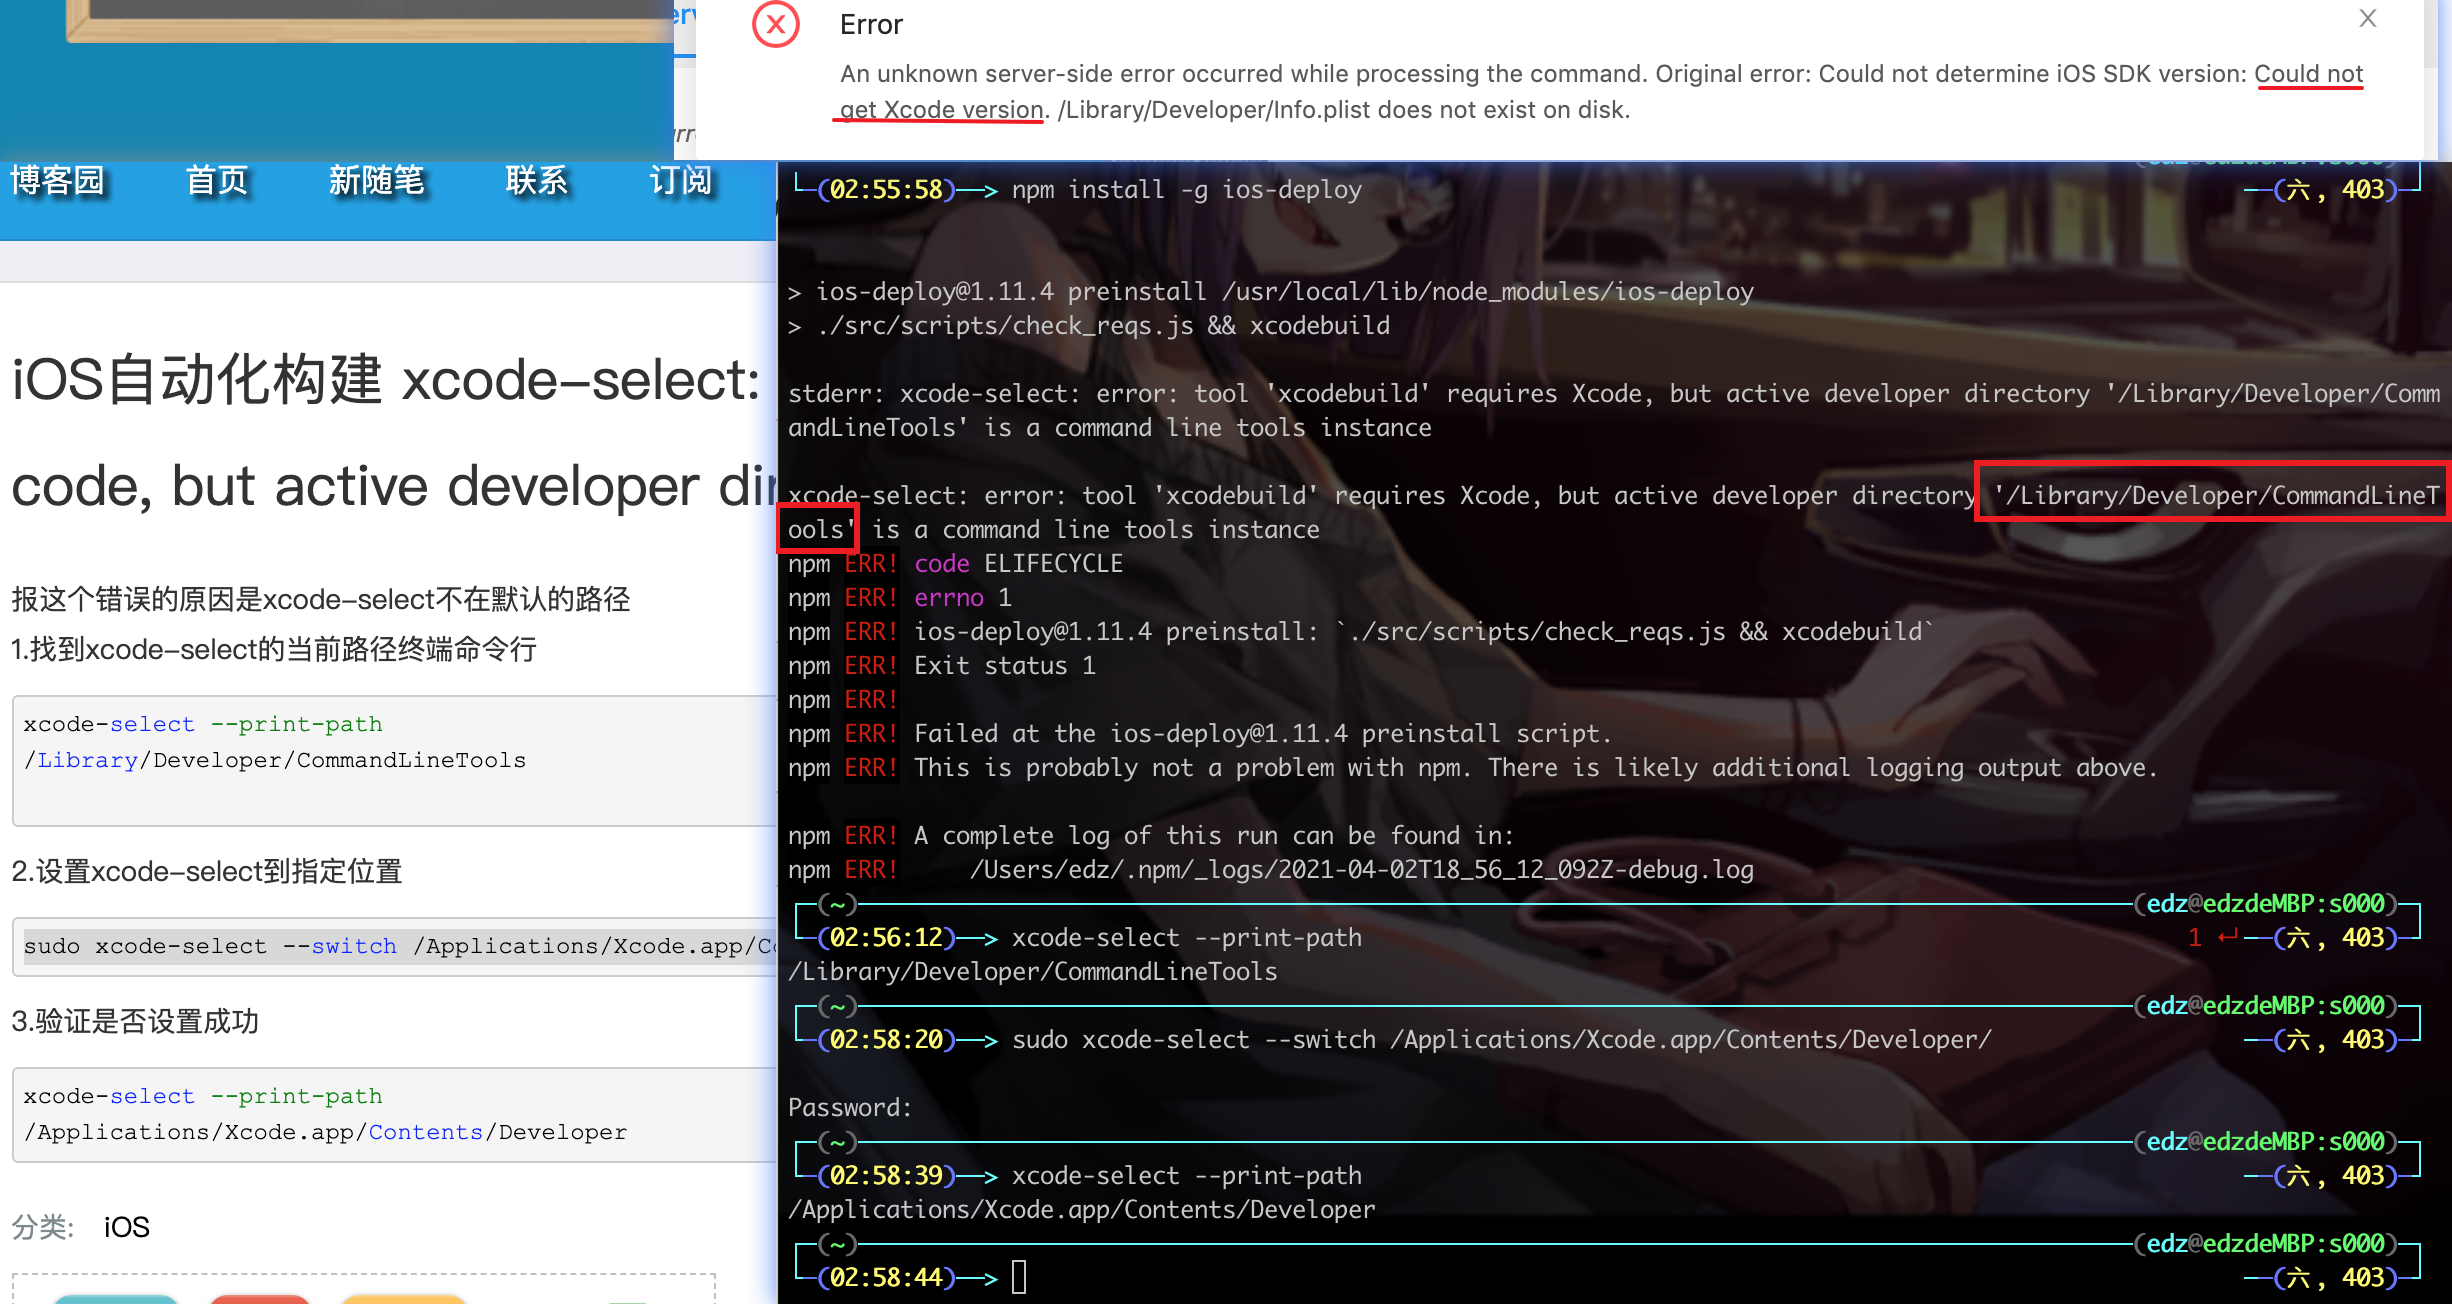 Error
X
An unknown server-side error occurred while processing the command. Original error: Could not determine iOS SDK version: Could not
get Xcode version. /Library/Developer/Info.plist does not exist on disk.
博客园 首页 新随笔 联系 订阅
iOS自动化构建 xcode-select:
code, but active developer dir
报这个错误的原因是xcode-select不在默认的路径
1.找到xcode-select的当前路径终端命令行
xcode-select --print-path
/Library/Developer/CommandLineTools
2.设置xcode-select到指定位置
sudo xcode-select --switch /Applications/Xcode.app/Co
3.验证是否设置成功
xcode-select --print-path
/Applications/Xcode.app/Contents/Developer
分类: iOS
(02:55:58)—> npm install -g ios-deploy —(六, 403)—
> ios-deploy@1.11.4 preinstall /usr/local/lib/node_modules/ios-deploy
> ./src/scripts/check_reqs.js && xcodebuild
stderr: xcode-select: error: tool 'xcodebuild' requires Xcode, but active developer directory '/Library/Developer/Comm
andLineTools' is a command line tools instance
xcode-select: error: tool 'xcodebuild' requires Xcode, but active developer directory '/Library/Developer/CommandLineT
ools' is a command line tools instance
npm ERR! code ELIFECYCLE
npm ERR! errno 1
npm ERR! ios-deploy@1.11.4 preinstall: `./src/scripts/check_reqs.js && xcodebuild`
npm ERR! Exit status 1
npm ERR!
npm ERR! Failed at the ios-deploy@1.11.4 preinstall script.
npm ERR! This is probably not a problem with npm. There is likely additional logging output above.
npm ERR! A complete log of this run can be found in:
npm ERR!     /Users/edz/.npm/_logs/2021-04-02T18_56_12_092Z-debug.log
(~) (edz@edzdeMBP:s000)
(02:56:12)—> xcode-select --print-path 1 ↵ —(六, 403)—
/Library/Developer/CommandLineTools
(~) (edz@edzdeMBP:s000)
(02:58:20)—> sudo xcode-select --switch /Applications/Xcode.app/Contents/Developer/ —(六, 403)—
Password:
(~) (edz@edzdeMBP:s000)
(02:58:39)—> xcode-select --print-path —(六, 403)—
/Applications/Xcode.app/Contents/Developer
(~) (edz@edzdeMBP:s000)
(02:58:44)—> —(六, 403)—